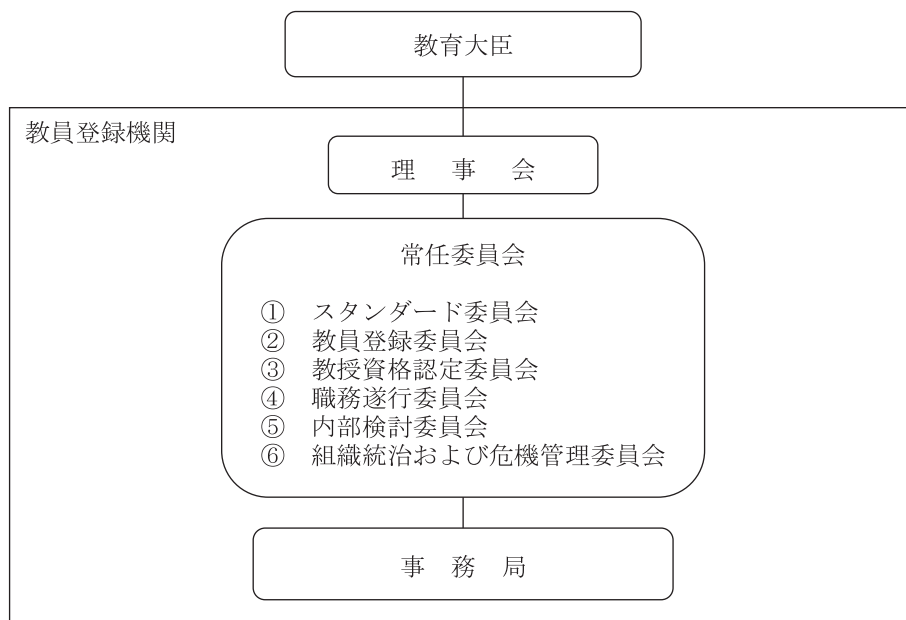 教育大臣
教員登録機関
理　事　会
常任委員会
①　スタンダード委員会
②　教員登録委員会
③　教授資格認定委員会
④　職務遂行委員会
⑤　内部検討委員会
⑥　組織統治および危機管理委員会
事　務　局